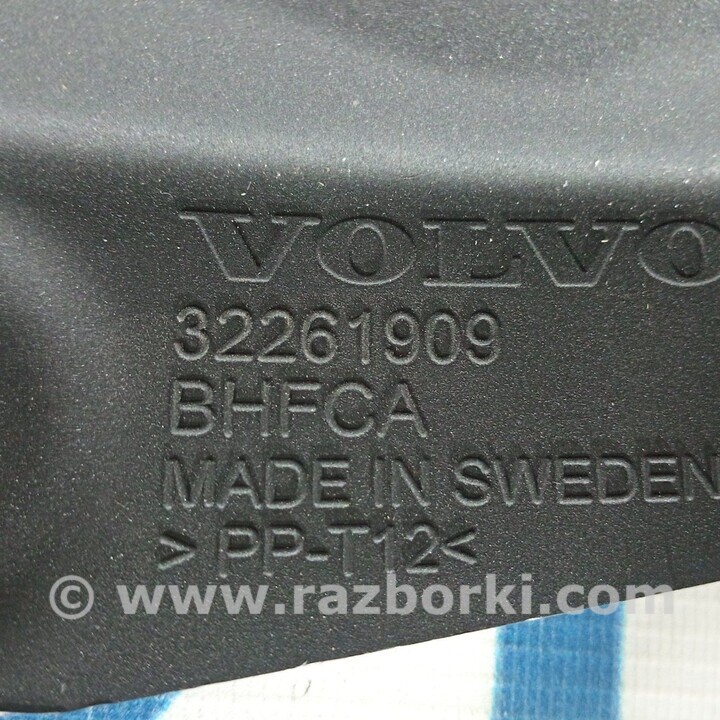 VOLVO
32261909
BHFCA
MADE IN SWEDEN
> PP-T12<
© www.razborki.com